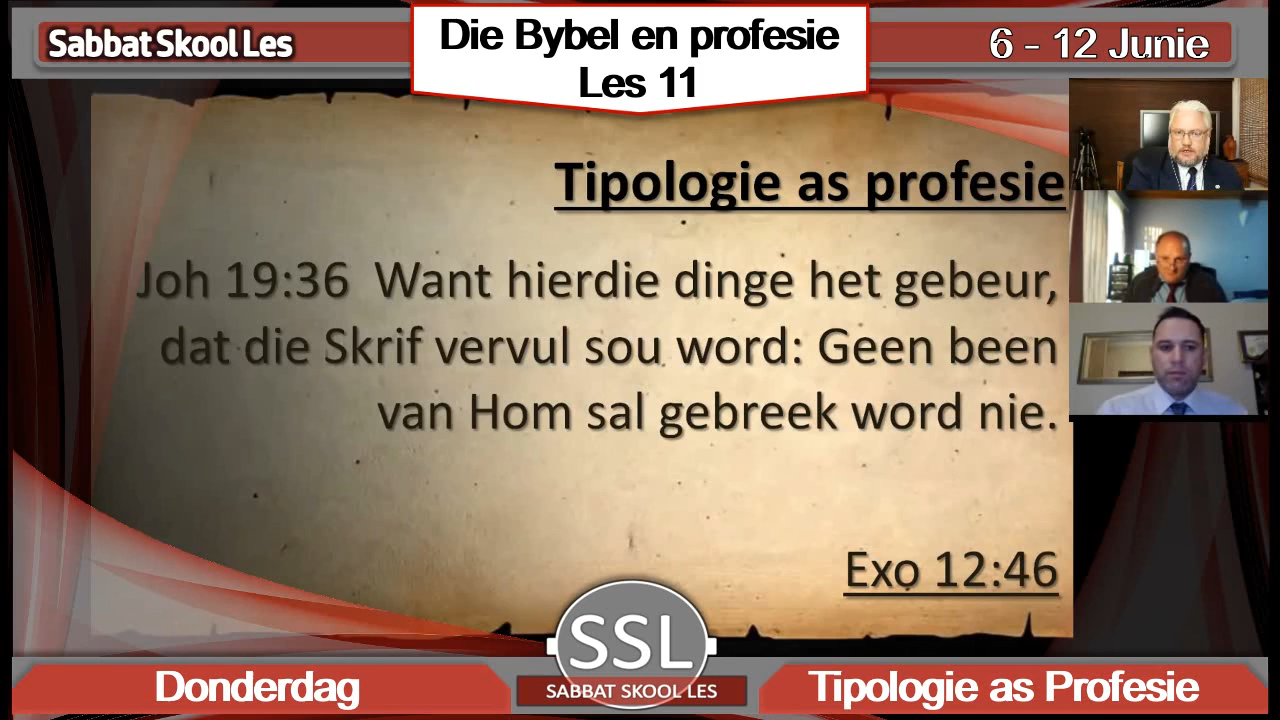 Sabbat Skool Les
Die Bybel en profesie
Les 11
6 - 12 Junie
Tipologie as profesie
Joh 19:36 Want hierdie dinge het gebeur,
dat die Skrif vervul sou word: Geen been
van Hom sal gebreek word nie.
Exo 12:46
SSL
SABBAT SKOOL LES
Donderdag
Tipologie as Profesie